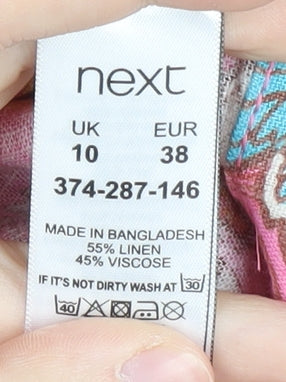 next
UK EUR
10 38
374-287-146
MADE IN BANGLADESH
55% LINEN
45% VISCOSE
IF IT'S NOT DIRTY WASH AT 30
40